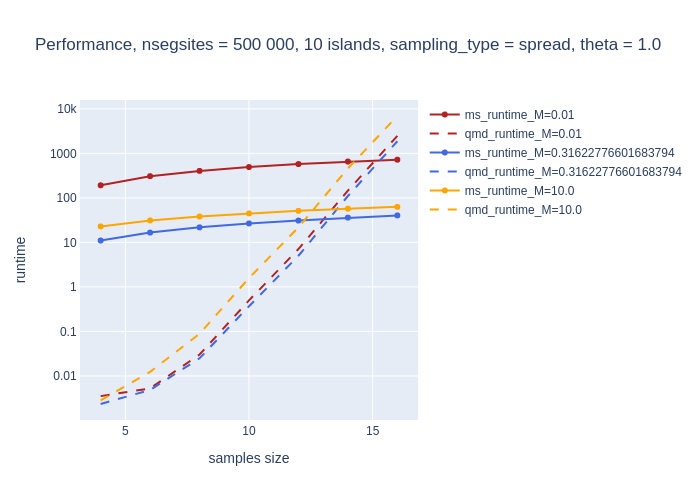 Performance, nsegsites = 500 000, 10 islands, sampling_type = spread, theta = 1.0
10k
1000
100
10
1
0.1
0.01
runtime
5
10
15
samples size
ms_runtime_M=0.01
qmd_runtime_M=0.01
ms_runtime_M=0.31622776601683794
qmd_runtime_M=0.31622776601683794
ms_runtime_M=10.0
qmd_runtime_M=10.0